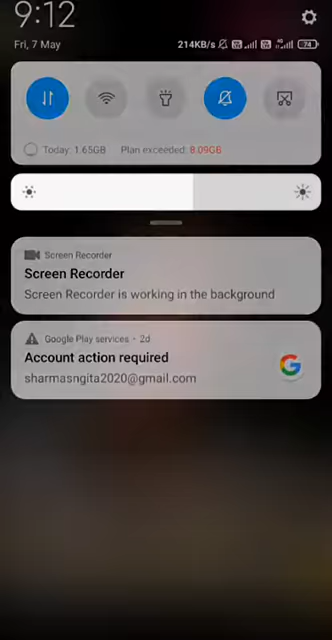 9:12
Fri, 7 May
214KB/s
74
Today: 1.65GB Plan exceeded: 8.09GB
Screen Recorder
Screen Recorder
Screen Recorder is working in the background
Google Play services • 2d
Account action required
sharmasngita2020@gmail.com
G